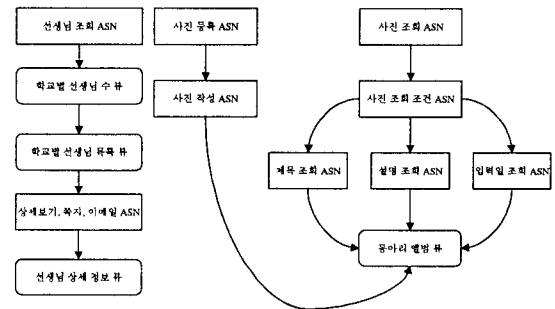 선생님 조회 ASN
사진 등록 ASN
사진 조회 ASN
학교별 선생님 수 뷰
사진 작성 ASN
사진 조회 조건 ASN
학교별 선생님 목록 뷰
제목 조회 ASN
설명 조회 ASN
입력일 조회 ASN
상세보기, 쪽지, 이메일 ASN
동아리 앨범 뷰
선생님 상세 정보 뷰